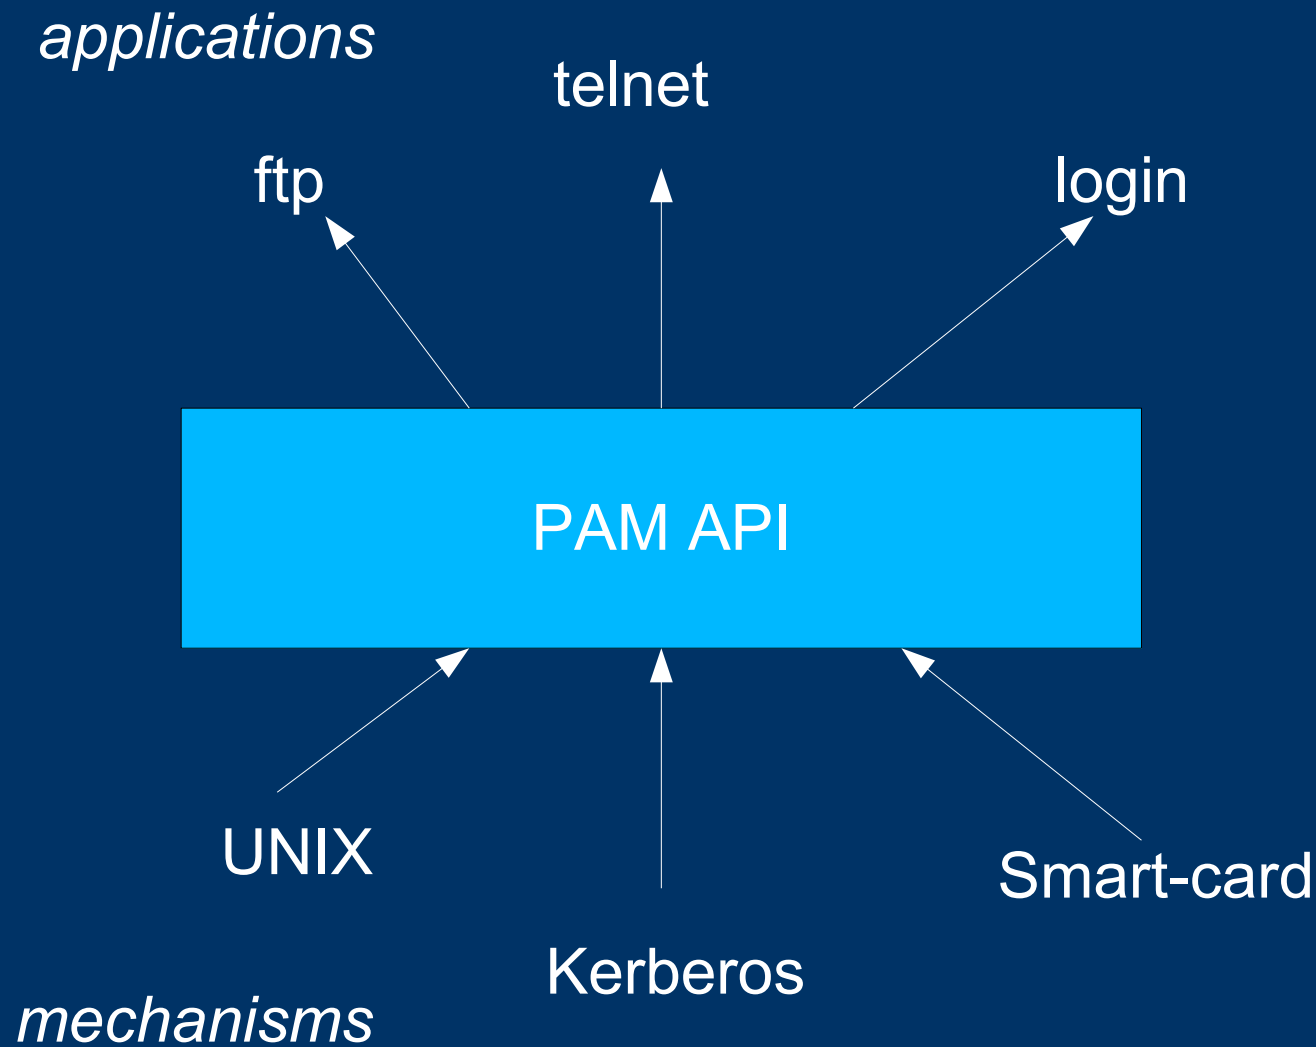 applications
telnet
ftp
login
PAM API
UNIX
Smart-card
Kerberos
mechanisms